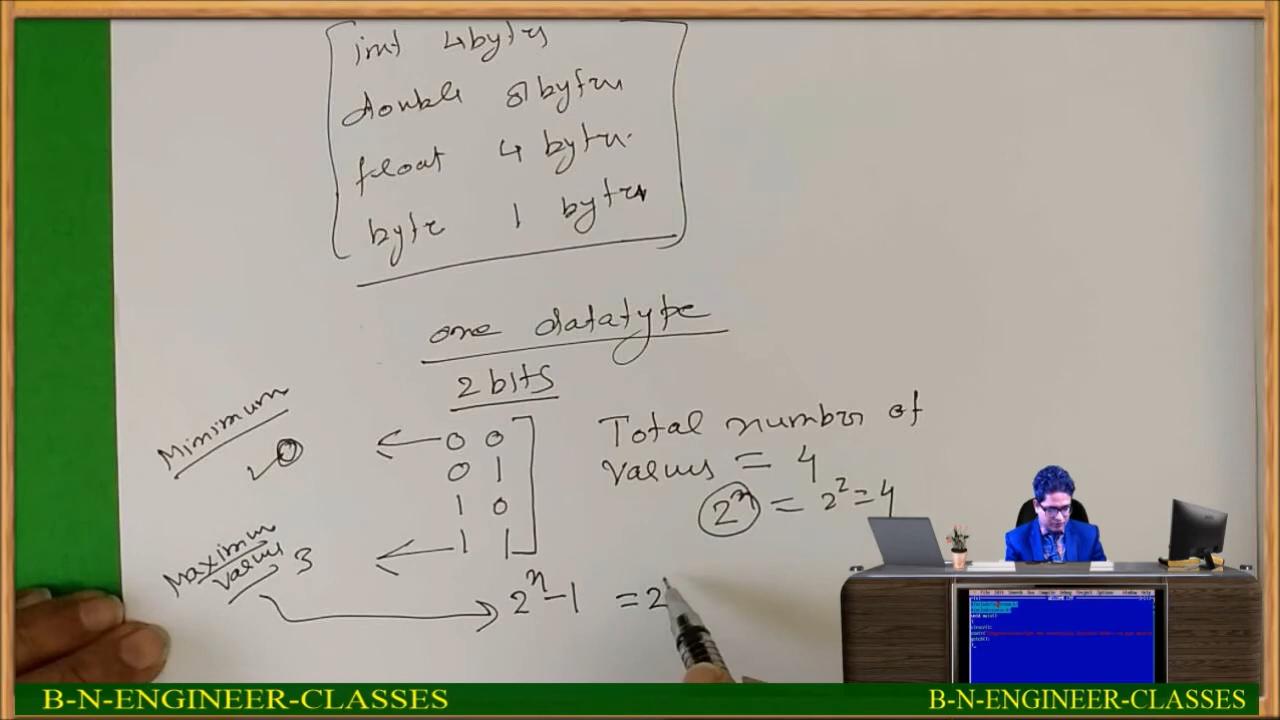 int 4bytes
double 8bytes
float 4 bytes
byte 1 bytes
one datatype
2 bits
Minimum
0
0 0
0 1
1 0
1 1
Maximum
values 3
Total number of
values = 4
2ⁿ = 2² = 4
2ⁿ-1 = 2
B-N-ENGINEER-CLASSES
B-N-ENGINEER-CLASSES